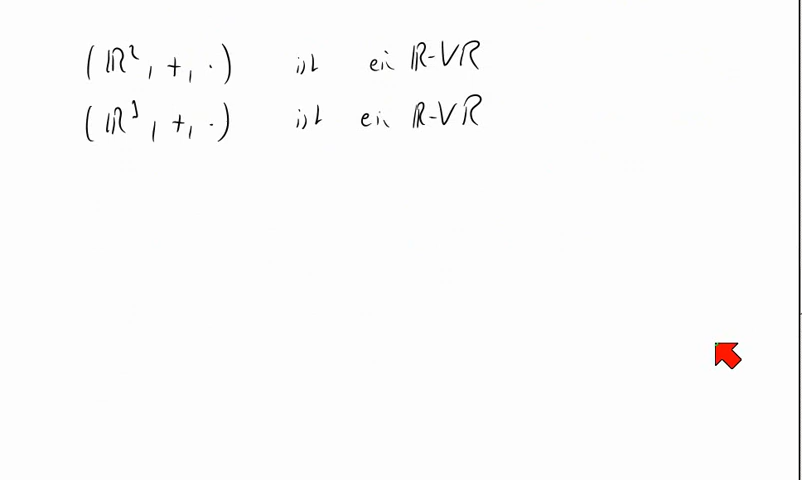 (ℝ², +, ·) ist ein ℝ-VR
(ℝ³, +, ·) ist ein ℝ-VR